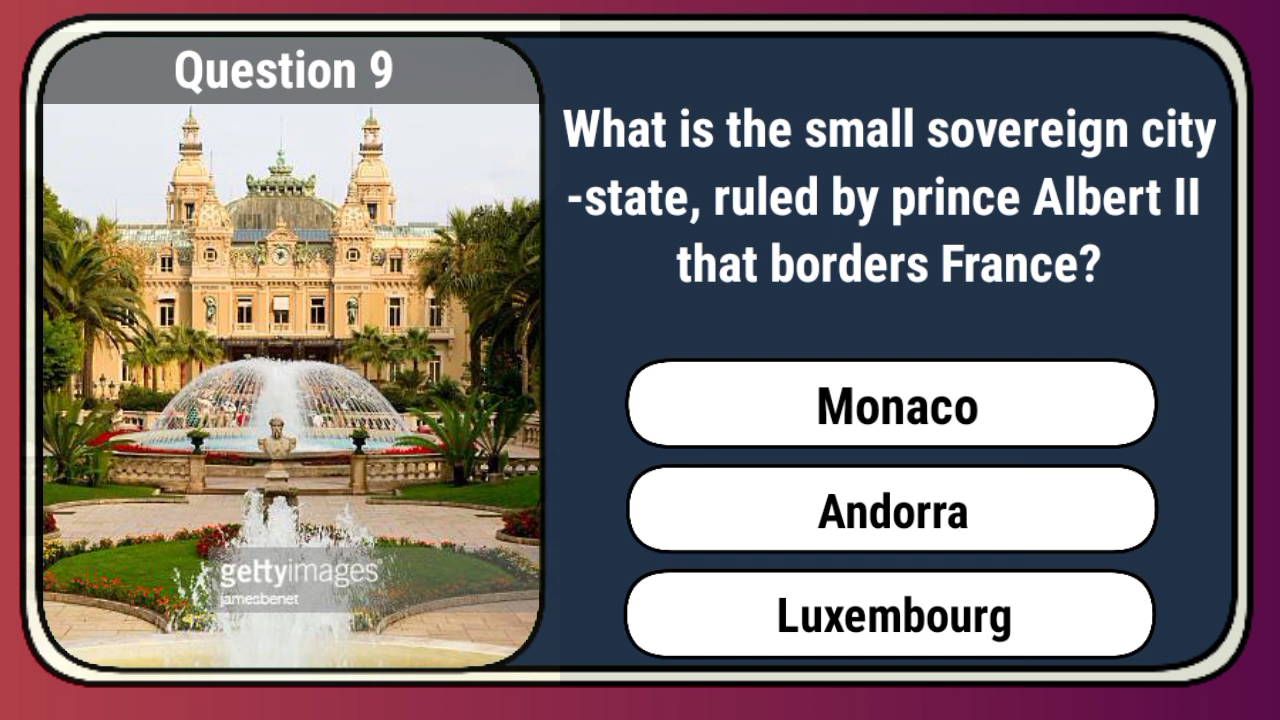 Question 9
What is the small sovereign city
-state, ruled by prince Albert II
that borders France?
Monaco
Andorra
Luxembourg
gettyimages
jamesbenet